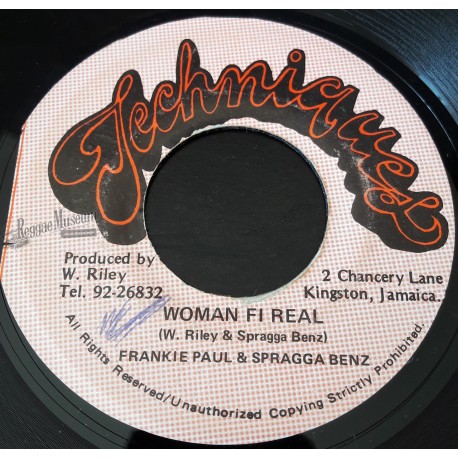 Techniques
Reggae Museum
Produced by
W. Riley
Tel. 92-26832
2 Chancery Lane
Kingston, Jamaica.
WOMAN FI REAL
(W. Riley & Spragga Benz)
FRANKIE PAUL & SPRAGGA BENZ
All Rights Reserved/Unauthorized Copying Strictly Prohibited.